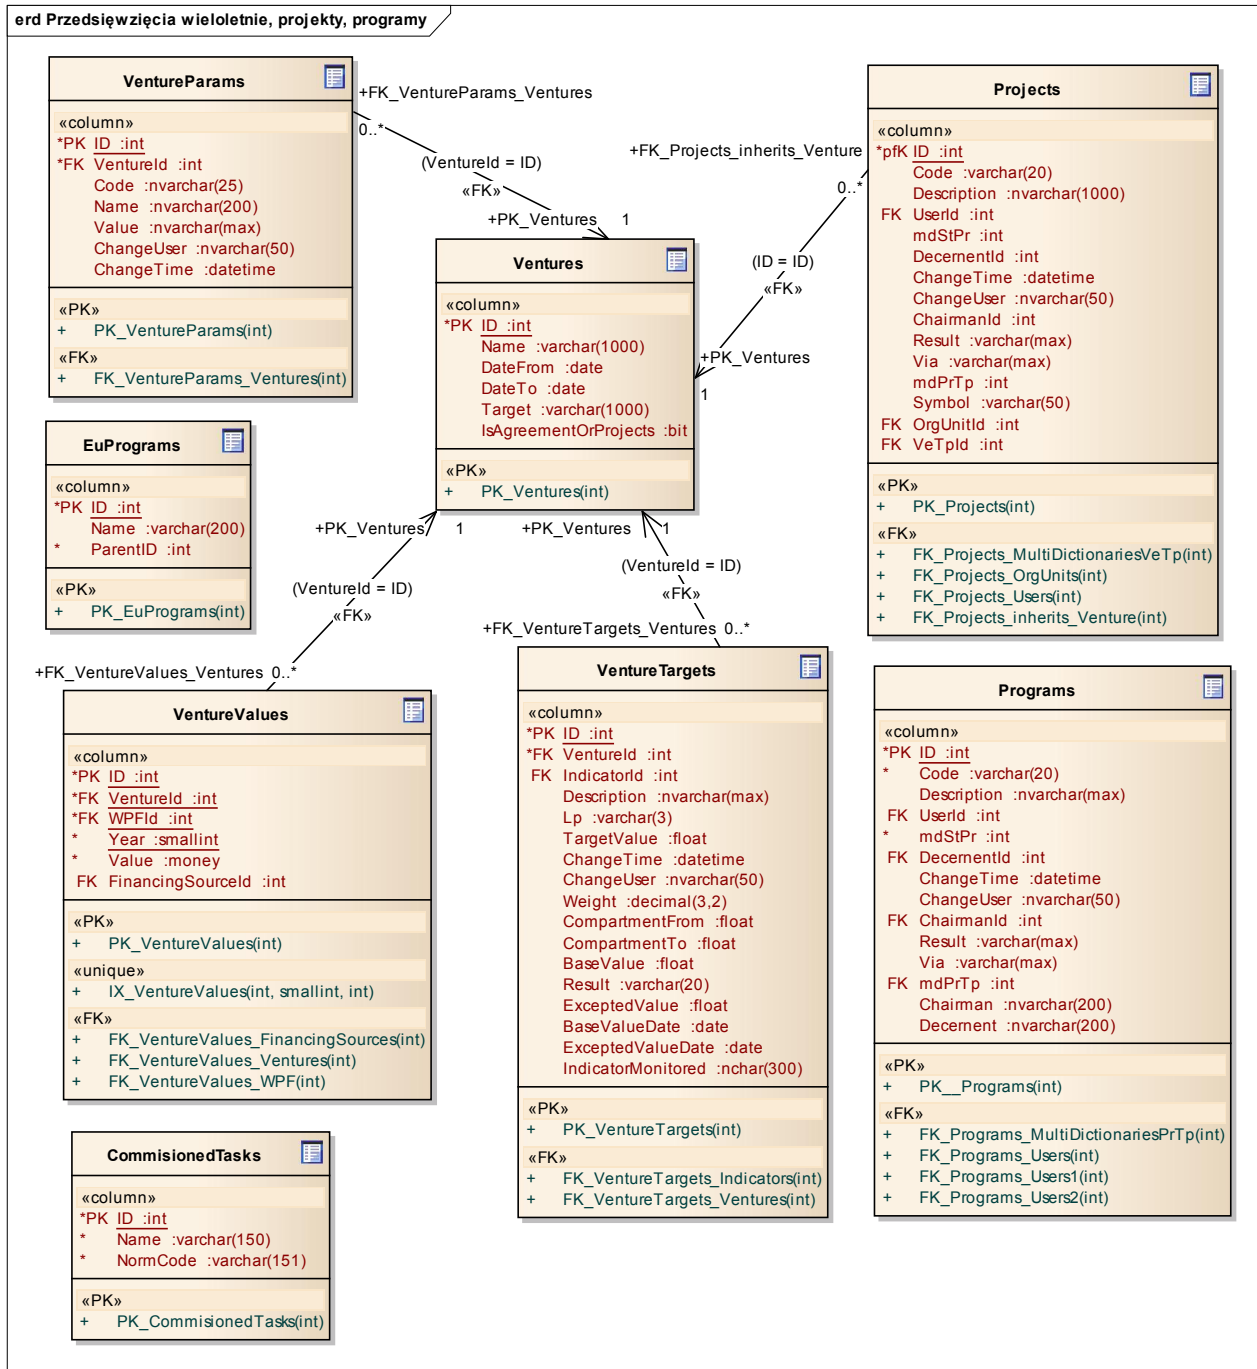 erd Przedsięwzięcia wieloletnie, projekty, programy
VentureParams
«column»
*PK ID :int
*FK VentureId :int
Code :nvarchar(25)
Name :nvarchar(200)
Value :nvarchar(max)
ChangeUser :nvarchar(50)
ChangeTime :datetime
«PK»
+ PK_VentureParams(int)
«FK»
+ FK_VentureParams_Ventures(int)
+FK_VentureParams_Ventures
0..*
(VentureId = ID)
«FK»
+PK_Ventures 1
Projects
«column»
*pfK ID :int
Code :varchar(20)
Description :nvarchar(1000)
FK UserId :int
mdStPr :int
DecernentId :int
ChangeTime :datetime
ChangeUser :nvarchar(50)
ChairmanId :int
Result :varchar(max)
Via :varchar(max)
mdPrTp :int
Symbol :varchar(50)
FK OrgUnitId :int
FK VeTpId :int
«PK»
+ PK_Projects(int)
«FK»
+ FK_Projects_MultiDictionariesVeTp(int)
+ FK_Projects_OrgUnits(int)
+ FK_Projects_Users(int)
+ FK_Projects_inherits_Venture(int)
+FK_Projects_inherits_Venture
0..*
(ID = ID)
«FK»
+PK_Ventures
1
Ventures
«column»
*PK ID :int
Name :varchar(1000)
DateFrom :date
DateTo :date
Target :varchar(1000)
IsAgreementOrProjects :bit
«PK»
+ PK_Ventures(int)
EuPrograms
«column»
*PK ID :int
Name :varchar(200)
* ParentID :int
«PK»
+ PK_EuPrograms(int)
+PK_Ventures 1
(VentureId = ID)
«FK»
+FK_VentureValues_Ventures 0..*
+PK_Ventures 1
(VentureId = ID)
«FK»
+FK_VentureTargets_Ventures 0..*
VentureValues
«column»
*PK ID :int
*FK VentureId :int
*FK WPFId :int
* Year :smallint
* Value :money
FK FinancingSourceId :int
«PK»
+ PK_VentureValues(int)
«unique»
+ IX_VentureValues(int, smallint, int)
«FK»
+ FK_VentureValues_FinancingSources(int)
+ FK_VentureValues_Ventures(int)
+ FK_VentureValues_WPF(int)
VentureTargets
«column»
*PK ID :int
*FK VentureId :int
FK IndicatorId :int
Description :nvarchar(max)
Lp :varchar(3)
TargetValue :float
ChangeTime :datetime
ChangeUser :nvarchar(50)
Weight :decimal(3,2)
CompartmentFrom :float
CompartmentTo :float
BaseValue :float
Result :varchar(20)
ExceptedValue :float
BaseValueDate :date
ExceptedValueDate :date
IndicatorMonitored :nchar(300)
«PK»
+ PK_VentureTargets(int)
«FK»
+ FK_VentureTargets_Indicators(int)
+ FK_VentureTargets_Ventures(int)
Programs
«column»
*PK ID :int
* Code :varchar(20)
Description :nvarchar(max)
FK UserId :int
* mdStPr :int
FK DecernentId :int
ChangeTime :datetime
ChangeUser :nvarchar(50)
FK ChairmanId :int
Result :varchar(max)
Via :varchar(max)
FK mdPrTp :int
Chairman :nvarchar(200)
Decernent :nvarchar(200)
«PK»
+ PK__Programs(int)
«FK»
+ FK_Programs_MultiDictionariesPrTp(int)
+ FK_Programs_Users(int)
+ FK_Programs_Users1(int)
+ FK_Programs_Users2(int)
CommisionedTasks
«column»
*PK ID :int
* Name :varchar(150)
* NormCode :varchar(151)
«PK»
+ PK_CommisionedTasks(int)